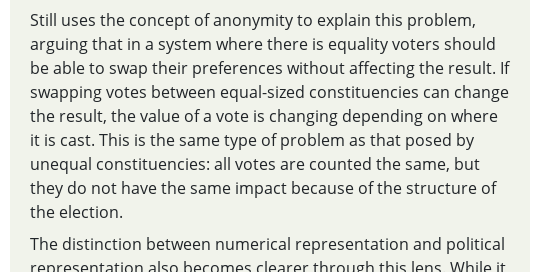 Still uses the concept of anonymity to explain this problem,
arguing that in a system where there is equality voters should
be able to swap their preferences without affecting the result. If
swapping votes between equal-sized constituencies can change
the result, the value of a vote is changing depending on where
it is cast. This is the same type of problem as that posed by
unequal constituencies: all votes are counted the same, but
they do not have the same impact because of the structure of
the election.
The distinction between numerical representation and political
representation also becomes clearer through this lens. While it